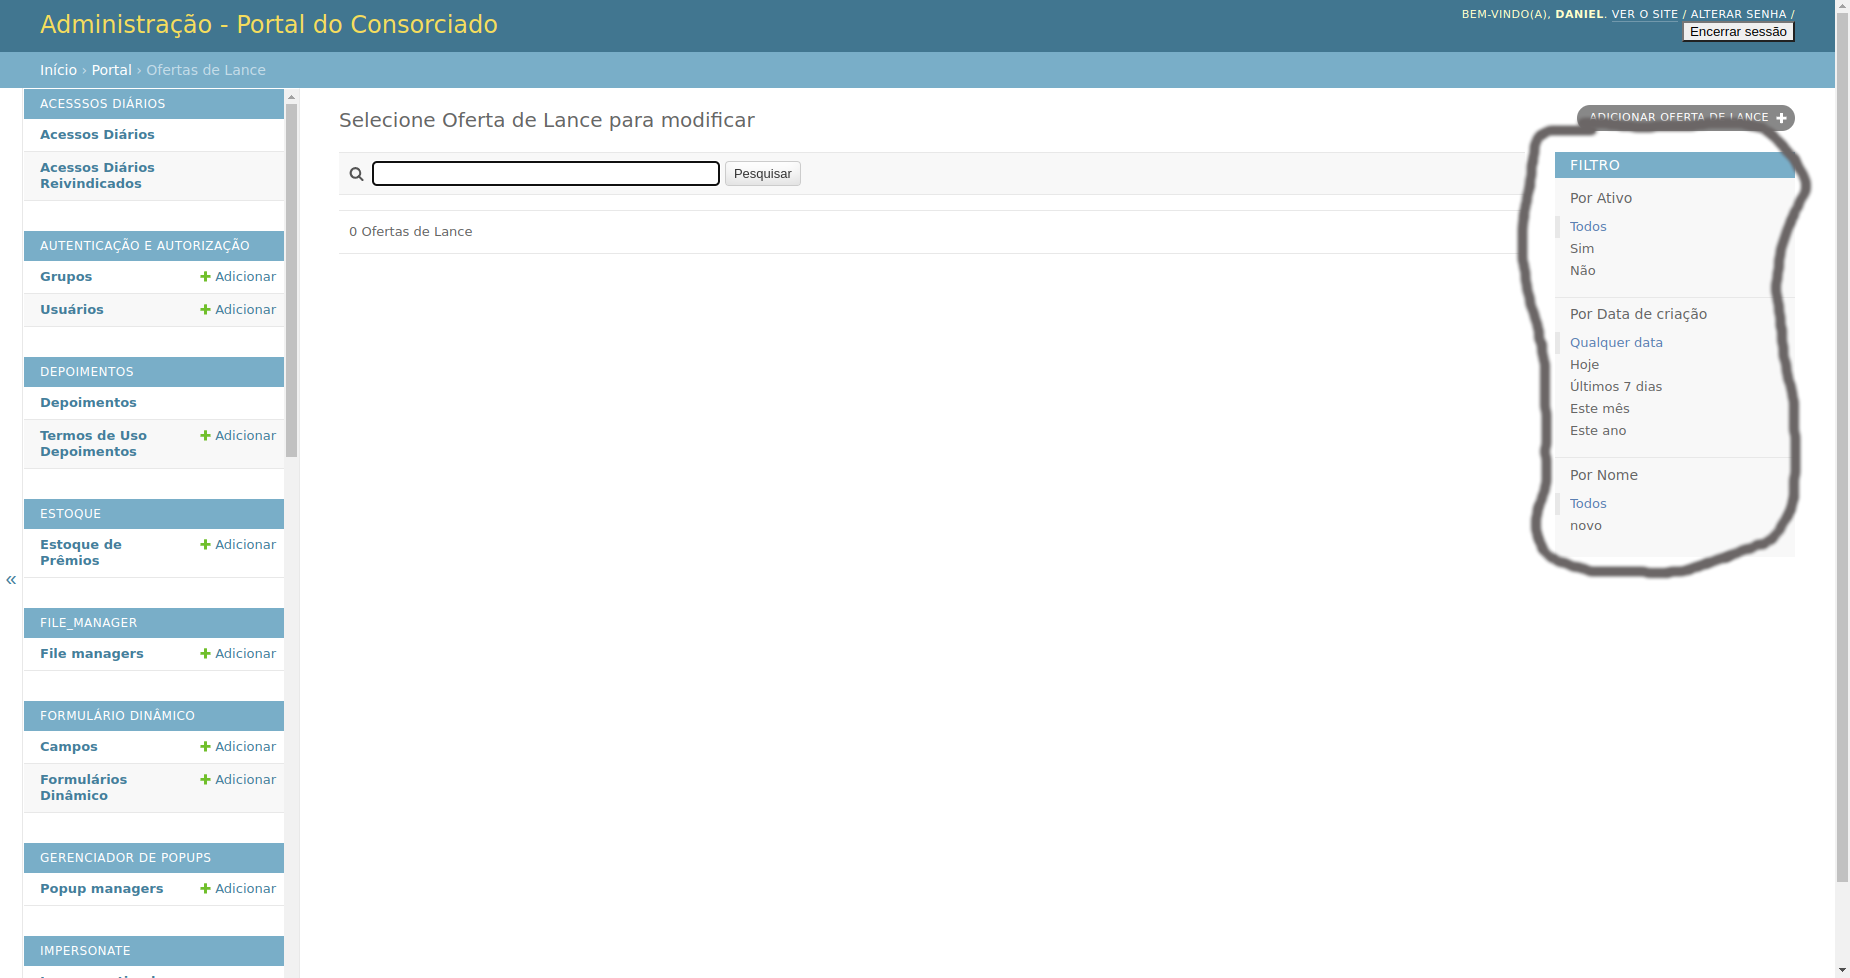 Administração - Portal do Consorciado
BEM-VINDO(A), DANIEL. VER O SITE / ALTERAR SENHA /
Encerrar sessão
Início › Portal › Ofertas de Lance
ACESSSOS DIÁRIOS
Acessos Diários
Acessos Diários
Reivindicados
AUTENTICAÇÃO E AUTORIZAÇÃO
Grupos Adicionar
Usuários Adicionar
DEPOIMENTOS
Depoimentos
Termos de Uso Adicionar
Depoimentos
ESTOQUE
Estoque de Adicionar
Prêmios
«
FILE_MANAGER
File managers Adicionar
FORMULÁRIO DINÂMICO
Campos Adicionar
Formulários Adicionar
Dinâmico
GERENCIADOR DE POPUPS
Popup managers Adicionar
IMPERSONATE
Selecione Oferta de Lance para modificar
ADICIONAR OFERTA DE LANCE
Pesquisar
0 Ofertas de Lance
FILTRO
Por Ativo
Todos
Sim
Não
Por Data de criação
Qualquer data
Hoje
Últimos 7 dias
Este mês
Este ano
Por Nome
Todos
novo